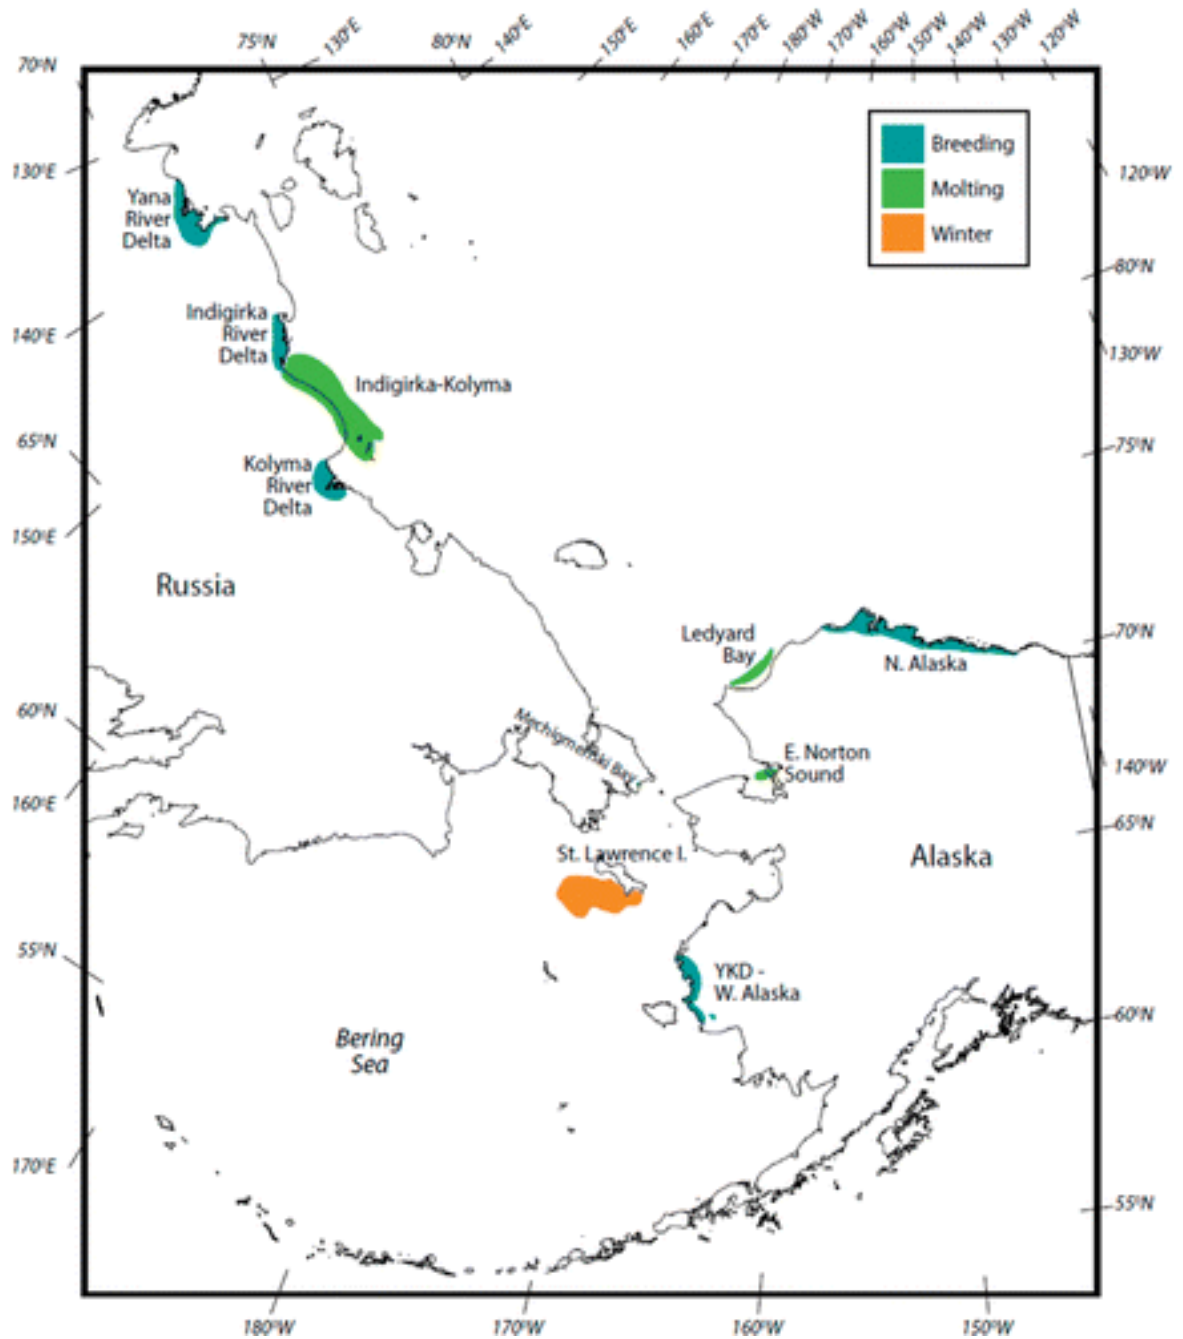 75°N
130°E
80°N
140°E
150°E
160°E
170°E
180°W
170°W
160°W
150°W
140°W
130°W
120°W
70°N
130°E
140°E
65°N
150°E
60°N
160°E
55°N
170°E
120°W
80°N
130°W
75°N
70°N
140°W
65°N
60°N
55°N
180°W
170°W
160°W
150°W
Breeding
Molting
Winter
Yana
River
Delta
Indigirka
River
Delta
Indigirka-Kolyma
Kolyma
River
Delta
Russia
Ledyard
Bay
N. Alaska
Mechigmenski Bay
E. Norton
Sound
St. Lawrence I.
Alaska
YKD -
W. Alaska
Bering
Sea